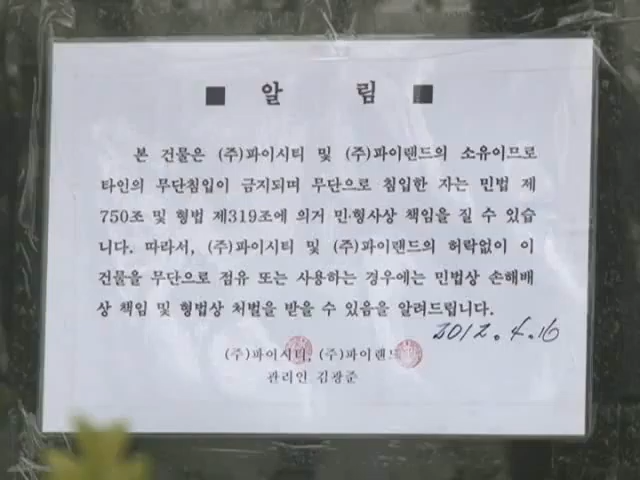 ■ 알 림 ■
본 건물은 (주)파이시티 및 (주)파이랜드의 소유이므로
타인의 무단침입이 금지되며 무단으로 침입한 자는 민법 제
750조 및 형법 제319조에 의거 민·형사상 책임을 질 수 있습
니다. 따라서, (주)파이시티 및 (주)파이랜드의 허락없이 이
건물을 무단으로 점유 또는 사용하는 경우에는 민법상 손해배
상 책임 및 형법상 처벌을 받을 수 있음을 알려드립니다.
2012. 4. 16
(주)파이시티, (주)파이랜드
관리인 김광준